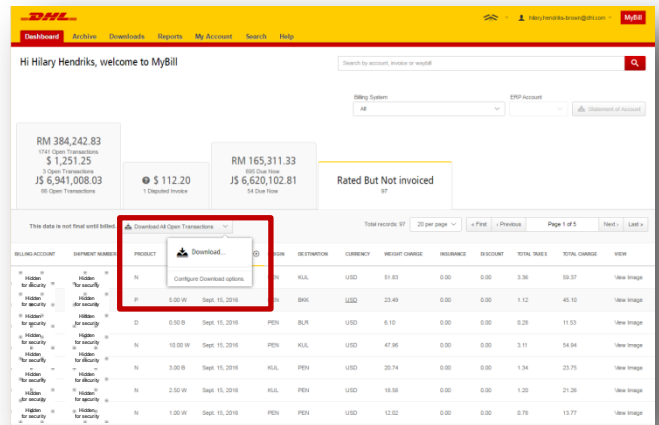 DHL
hilary.hendriks-brown@dhl.com MyBill
Dashboard Archive Downloads Reports My Account Search Help
Hi Hilary Hendriks, welcome to MyBill
Search by account, invoice or waybill
Billing System ERP Account
All Statement of Account
RM 384,242.83
1741 Open Transactions
$ 1,251.25
3 Open Transactions
J$ 6,941,008.03
66 Open Transactions
$ 112.20
1 Disputed Invoice
RM 165,311.33
695 Due Now
J$ 6,620,102.81
54 Due Now
Rated But Not invoiced
97
This data is not final until billed. Download All Open Transactions Total records: 97 20 per page « First ‹ Previous Page 1 of 5 Next › Last »
Download...
Configure Download options.
BILLING ACCOUNT SHIPMENT NUMBER PRODUCT DESTINATION CURRENCY WEIGHT CHARGE INSURANCE DISCOUNT TOTAL TAXES TOTAL CHARGE VIEW
Hidden for security Hidden for security N KUL USD 51.83 0.00 0.00 3.36 59.37 View Image
Hidden for security Hidden for security P 5.00 W Sept. 15, 2016 PEN BKK USD 23.48 0.00 0.00 1.12 45.10 View Image
Hidden for security Hidden for security D 0.50 B Sept. 15, 2016 PEN BLR USD 6.10 0.00 0.00 0.28 11.53 View Image
Hidden for security Hidden for security N 10.00 W Sept. 15, 2016 PEN KUL USD 47.96 0.00 0.00 3.11 54.94 View Image
Hidden for security Hidden for security N 3.00 B Sept. 15, 2016 KUL PEN USD 20.74 0.00 0.00 1.34 23.75 View Image
Hidden for security Hidden for security N 2.50 W Sept. 15, 2016 KUL PEN USD 18.56 0.00 0.00 1.20 21.26 View Image
Hidden for security Hidden for security N 1.00 W Sept. 15, 2016 KUL PEN USD 12.02 0.00 0.00 0.78 13.77 View Image